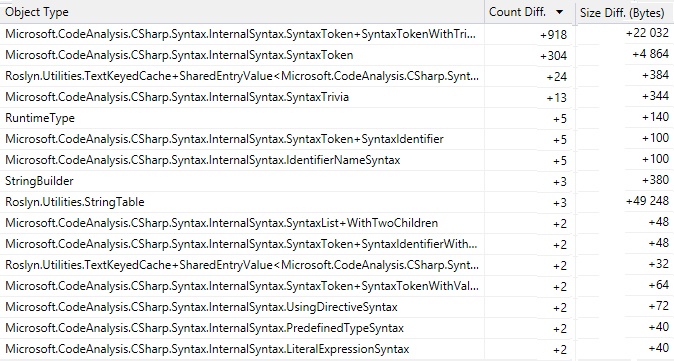 Object Type Count Diff. Size Diff. (Bytes)
Microsoft.CodeAnalysis.CSharp.Syntax.InternalSyntax.SyntaxToken+SyntaxTokenWithTri... +918 +22 032
Microsoft.CodeAnalysis.CSharp.Syntax.InternalSyntax.SyntaxToken +304 +4 864
Roslyn.Utilities.TextKeyedCache+SharedEntryValue<Microsoft.CodeAnalysis.CSharp.Synt... +24 +384
Microsoft.CodeAnalysis.CSharp.Syntax.InternalSyntax.SyntaxTrivia +13 +344
RuntimeType +5 +140
Microsoft.CodeAnalysis.CSharp.Syntax.InternalSyntax.SyntaxToken+SyntaxIdentifier +5 +100
Microsoft.CodeAnalysis.CSharp.Syntax.InternalSyntax.IdentifierNameSyntax +5 +100
StringBuilder +3 +380
Roslyn.Utilities.StringTable +3 +49 248
Microsoft.CodeAnalysis.CSharp.Syntax.InternalSyntax.SyntaxList+WithTwoChildren +2 +48
Microsoft.CodeAnalysis.CSharp.Syntax.InternalSyntax.SyntaxToken+SyntaxIdentifierWith... +2 +48
Roslyn.Utilities.TextKeyedCache+SharedEntryValue<Microsoft.CodeAnalysis.CSharp.Synt... +2 +32
Microsoft.CodeAnalysis.CSharp.Syntax.InternalSyntax.SyntaxToken+SyntaxTokenWithVal... +2 +64
Microsoft.CodeAnalysis.CSharp.Syntax.InternalSyntax.UsingDirectiveSyntax +2 +72
Microsoft.CodeAnalysis.CSharp.Syntax.InternalSyntax.PredefinedTypeSyntax +2 +40
Microsoft.CodeAnalysis.CSharp.Syntax.InternalSyntax.LiteralExpressionSyntax +2 +40